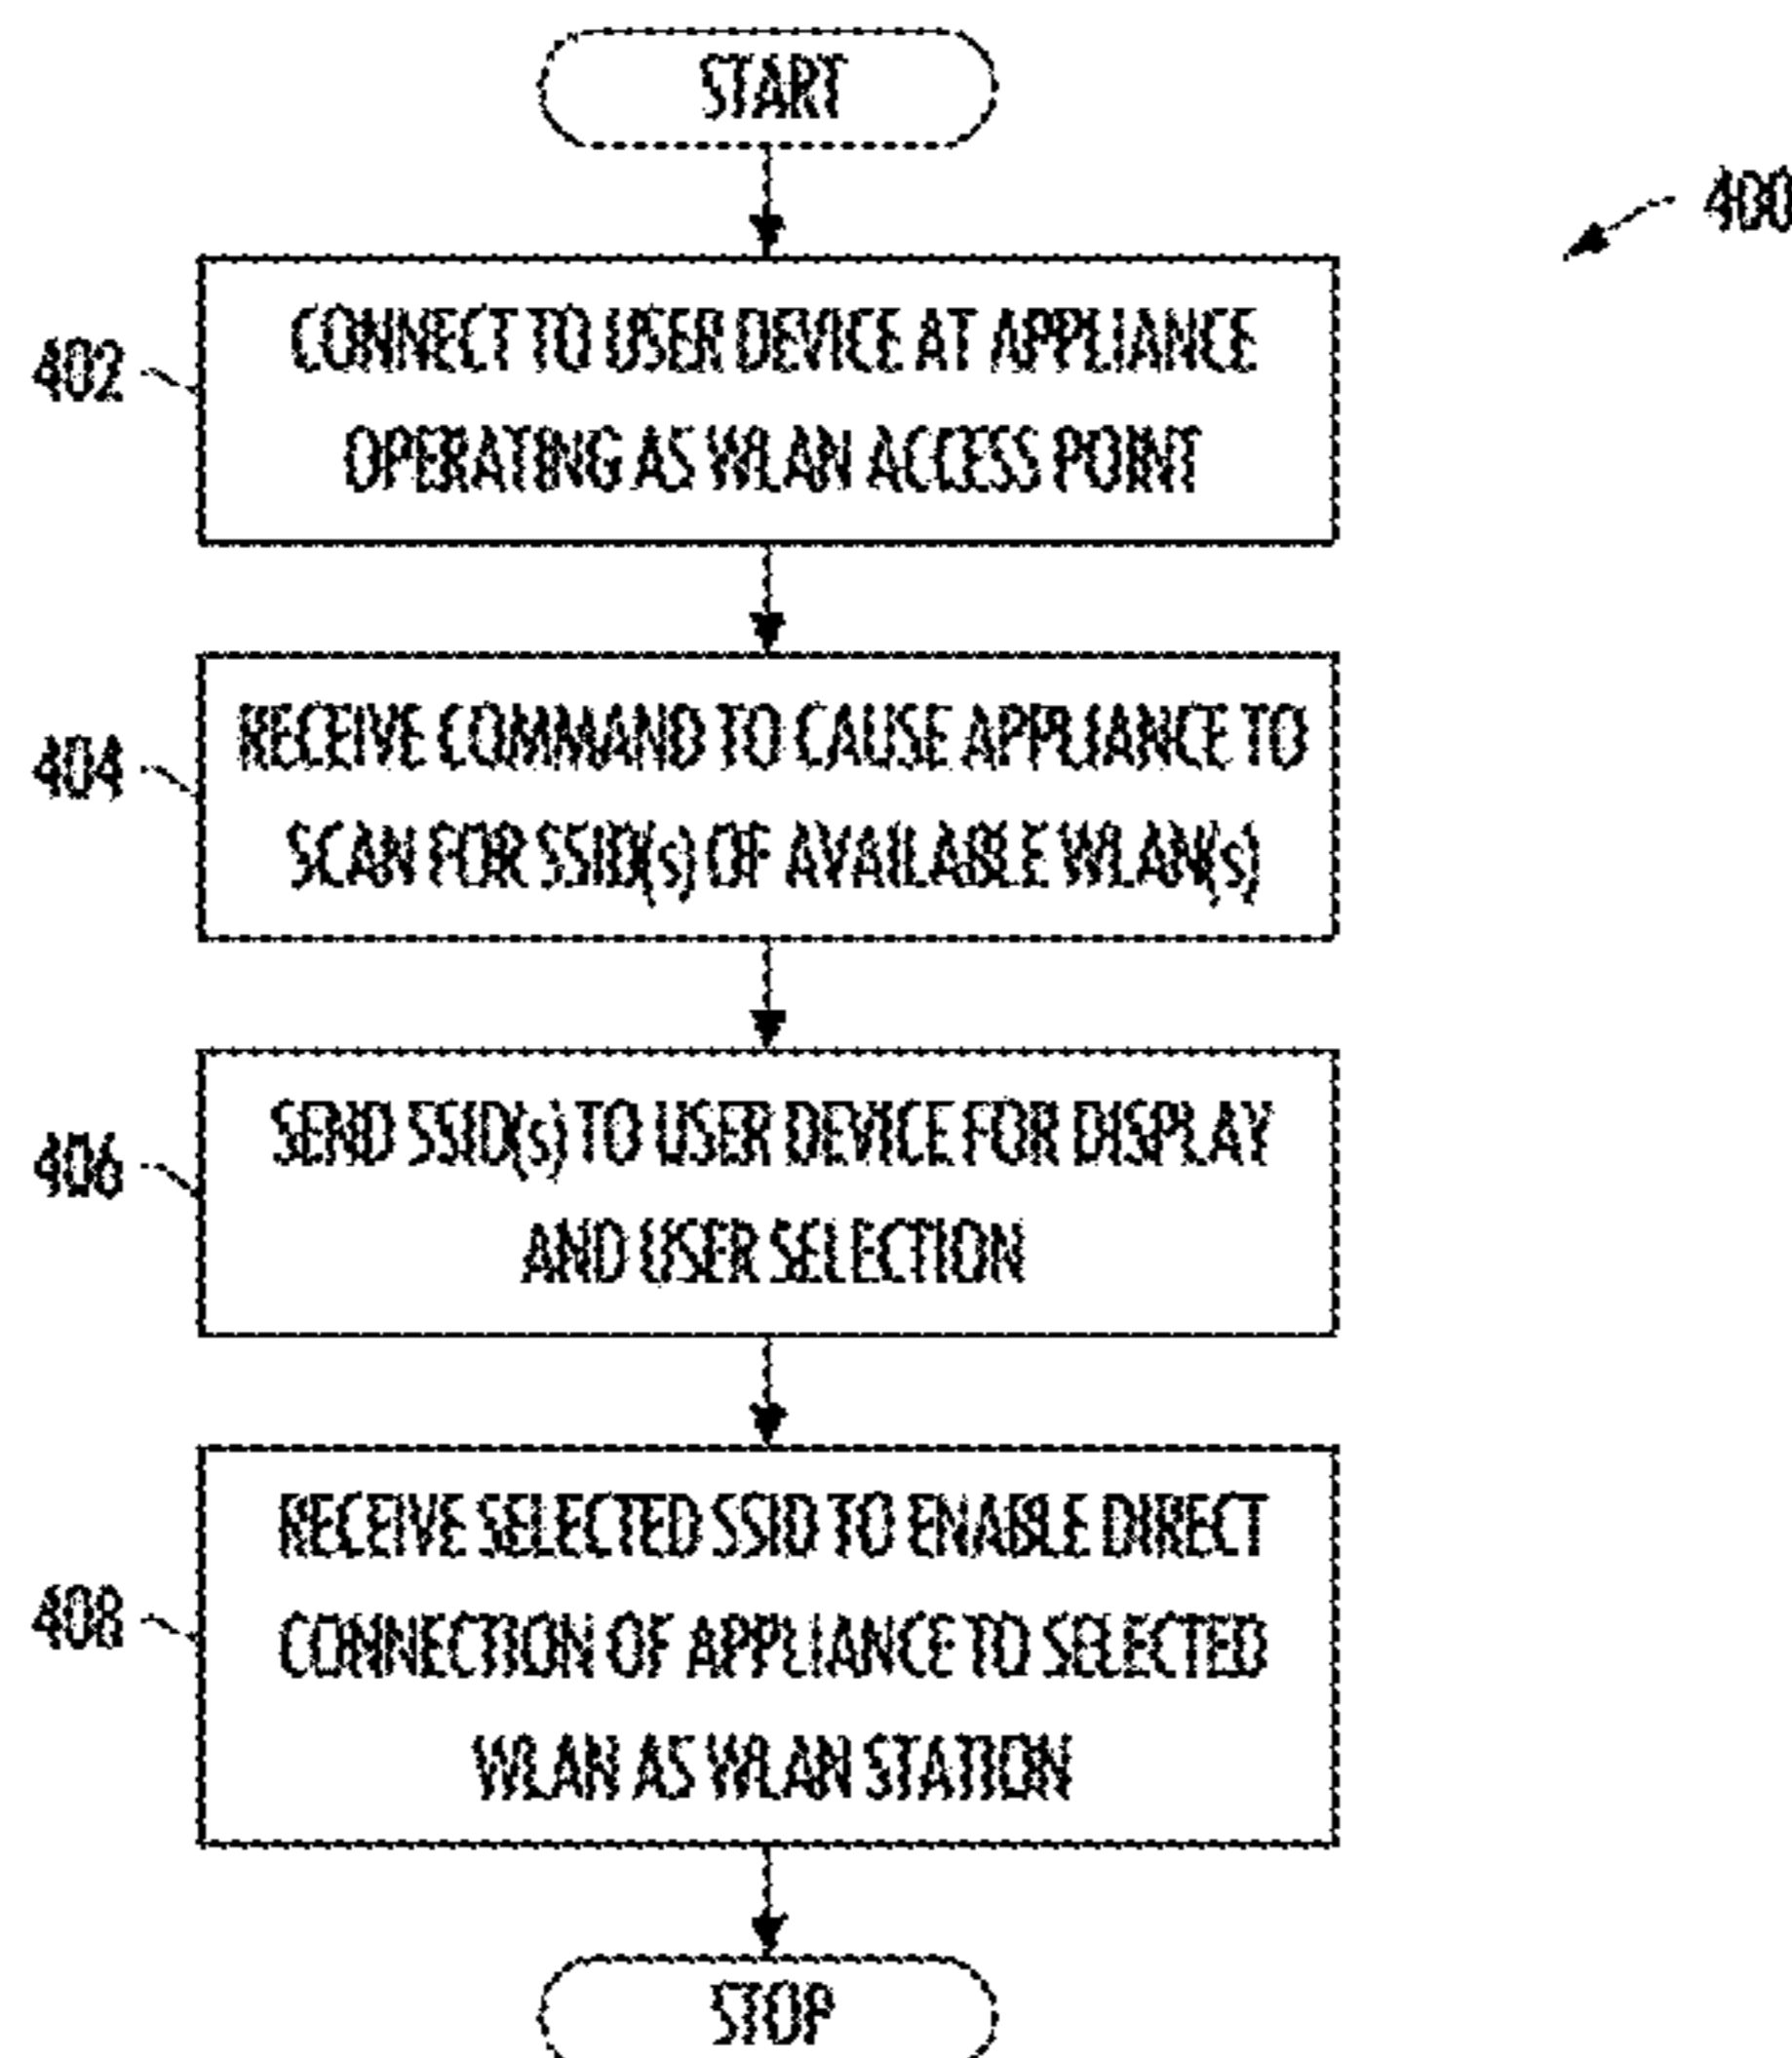 START
400
402
CONNECT TO USER DEVICE AT APPLIANCE
OPERATING AS WLAN ACCESS POINT
404
RECEIVE COMMAND TO CAUSE APPLIANCE TO
SCAN FOR SSID(s) OF AVAILABLE WLAN(s)
406
SEND SSID(s) TO USER DEVICE FOR DISPLAY
AND USER SELECTION
408
RECEIVE SELECTED SSID TO ENABLE DIRECT
CONNECTION OF APPLIANCE TO SELECTED
WLAN AS WLAN STATION
STOP